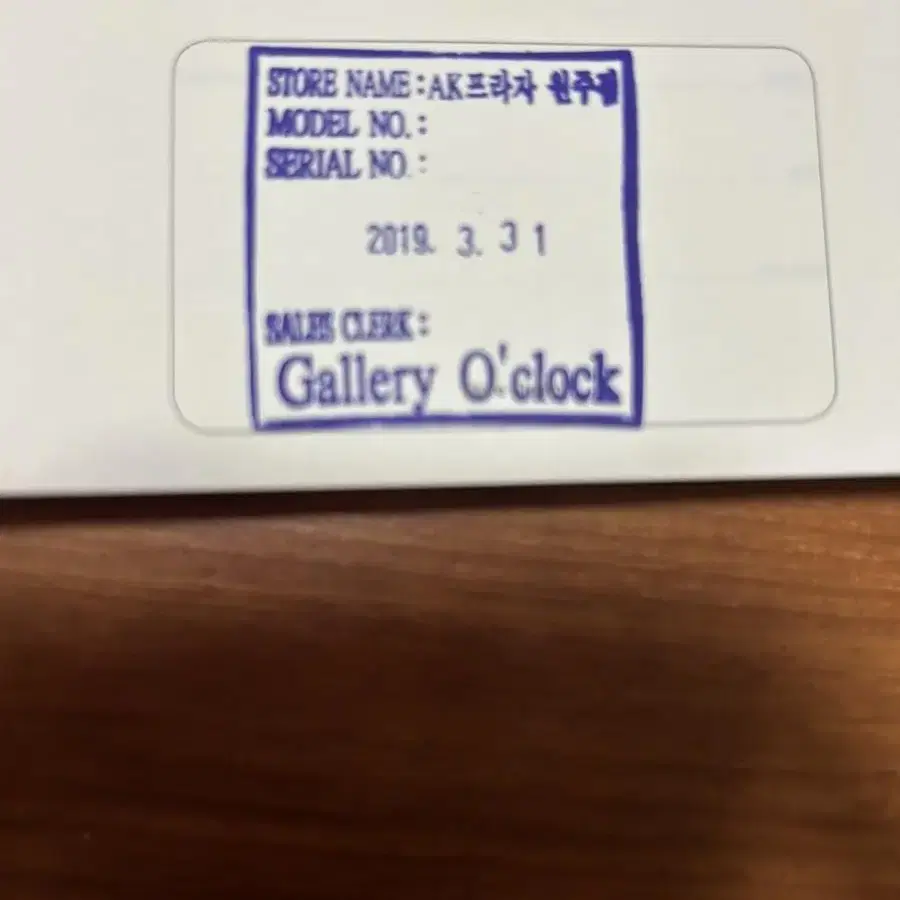 STORE NAME:AK프라자 원주점
MODEL NO.:
SERIAL NO.:
2019. 3. 31
SALES CLERK:
Gallery O'clock